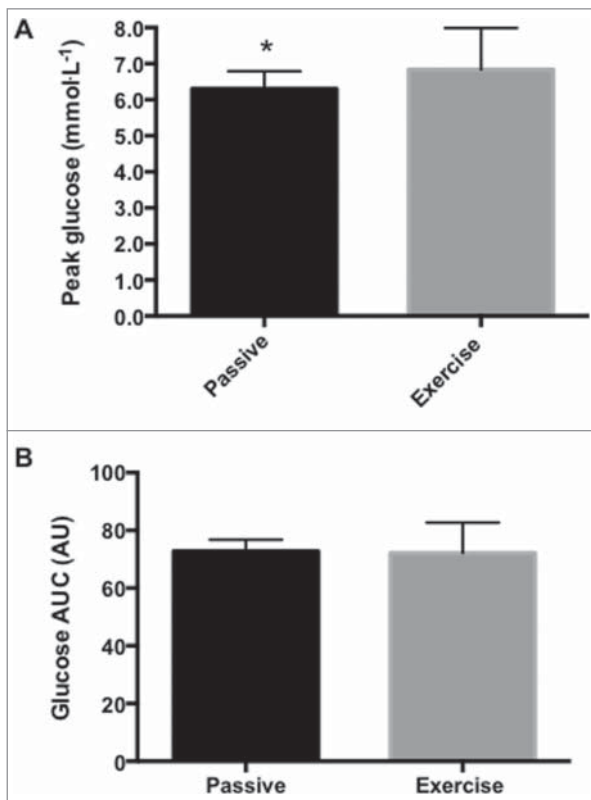 A
Peak glucose (mmol·L⁻¹)
8.0
7.0
6.0
5.0
4.0
3.0
2.0
1.0
0.0
*
Passive
Exercise
B
Glucose AUC (AU)
100
80
60
40
20
0
Passive
Exercise